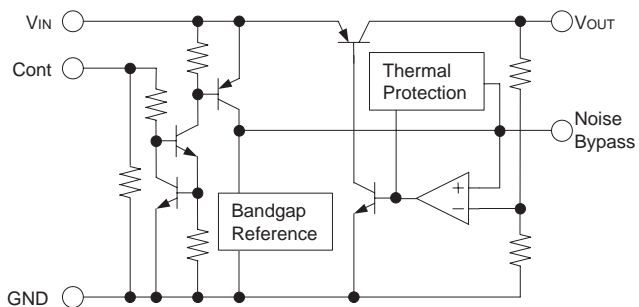 VIN
VOUT
Cont
Thermal
Protection
Noise
Bypass
+
−
Bandgap
Reference
GND